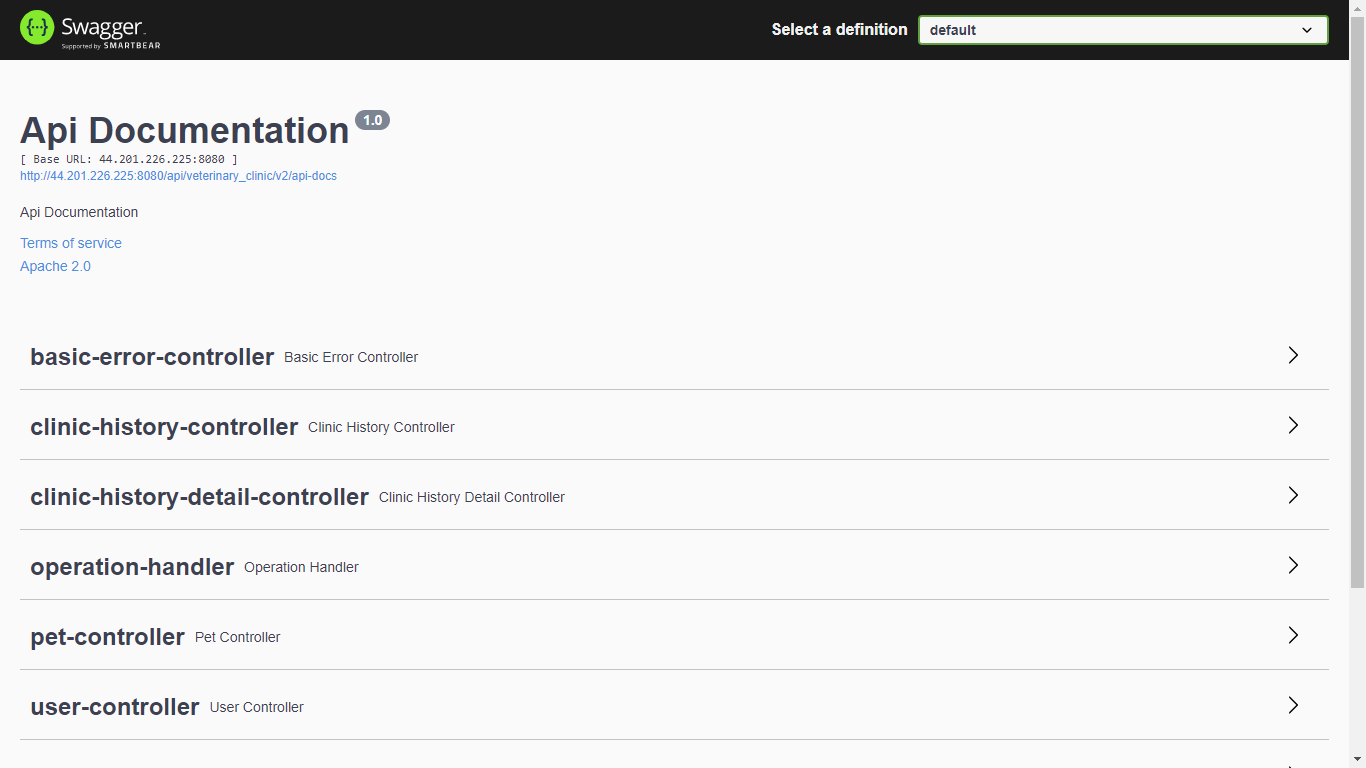 Swagger
Supported by SMARTBEAR
Select a definition
default
Api Documentation 1.0
[ Base URL: 44.201.226.225:8080 ]
http://44.201.226.225:8080/api/veterinary_clinic/v2/api-docs
Api Documentation
Terms of service
Apache 2.0
basic-error-controller Basic Error Controller
clinic-history-controller Clinic History Controller
clinic-history-detail-controller Clinic History Detail Controller
operation-handler Operation Handler
pet-controller Pet Controller
user-controller User Controller